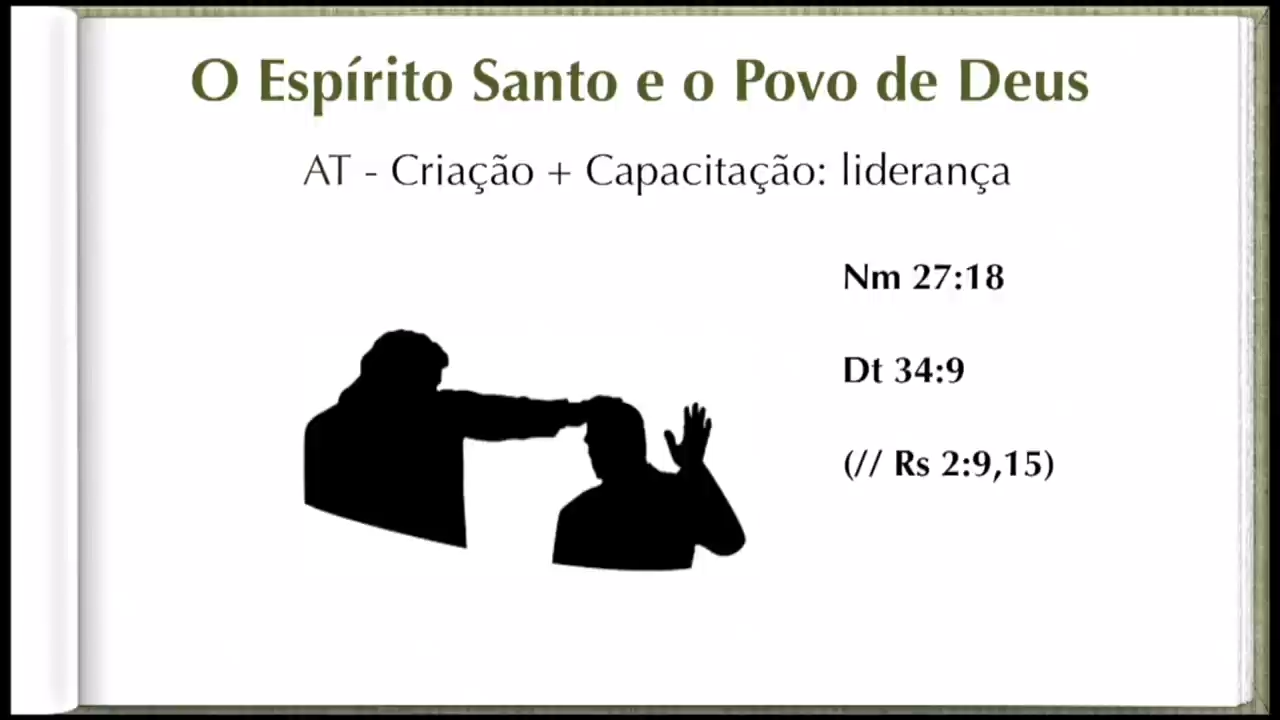 O Espírito Santo e o Povo de Deus
AT - Criação + Capacitação: liderança
Nm 27:18
Dt 34:9
(// Rs 2:9,15)